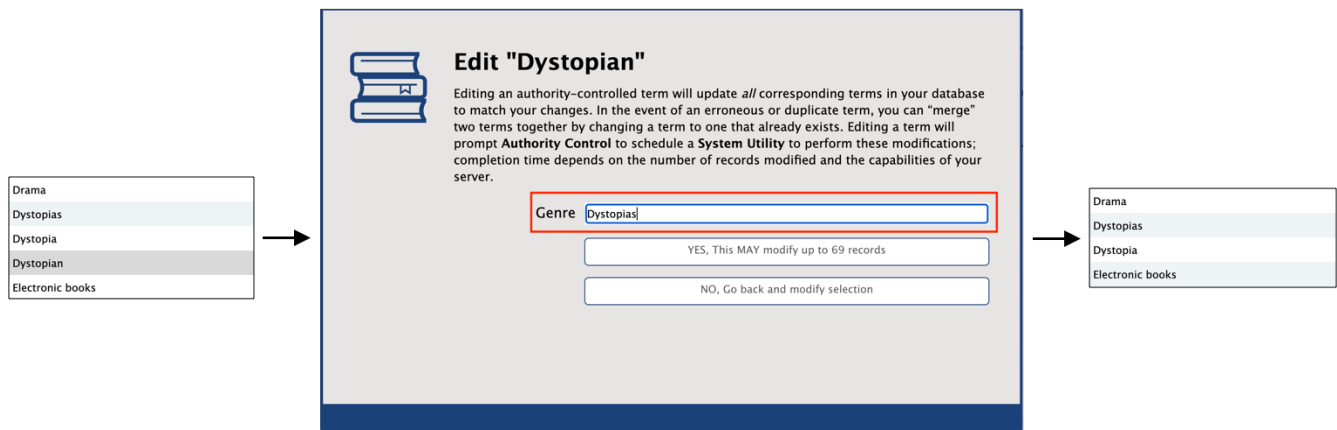 Drama
Dystopias
Dystopia
Dystopian
Electronic books
Edit "Dystopian"
Editing an authority-controlled term will update all corresponding terms in your database
to match your changes. In the event of an erroneous or duplicate term, you can “merge”
two terms together by changing a term to one that already exists. Editing a term will
prompt Authority Control to schedule a System Utility to perform these modifications;
completion time depends on the number of records modified and the capabilities of your
server.
Genre Dystopias
YES, This MAY modify up to 69 records
NO, Go back and modify selection
Drama
Dystopias
Dystopia
Electronic books